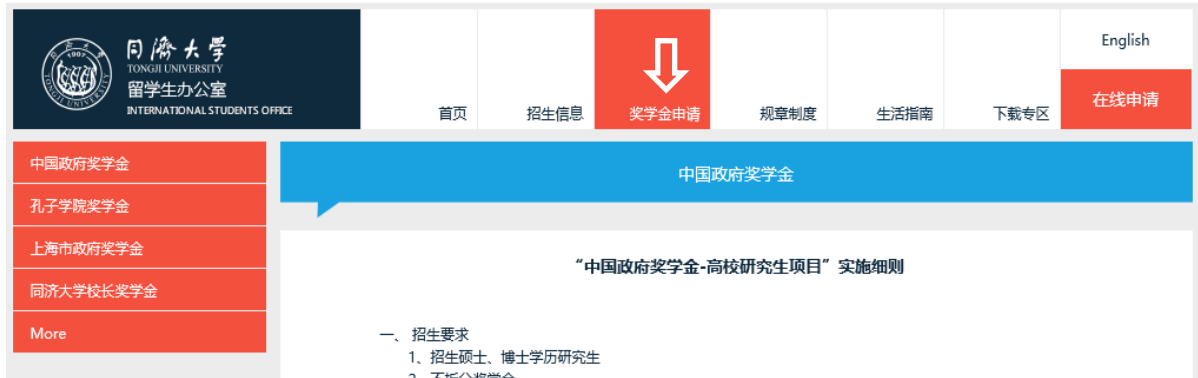 同濟大学
TONGJI UNIVERSITY
留学生办公室
INTERNATIONAL STUDENTS OFFICE
首页
招生信息
奖学金申请
规章制度
生活指南
下载专区
English
在线申请
中国政府奖学金
孔子学院奖学金
上海市政府奖学金
同济大学校长奖学金
More
中国政府奖学金
“中国政府奖学金-高校研究生项目”实施细则
一、 招生要求
1、招生硕士、博士学历研究生